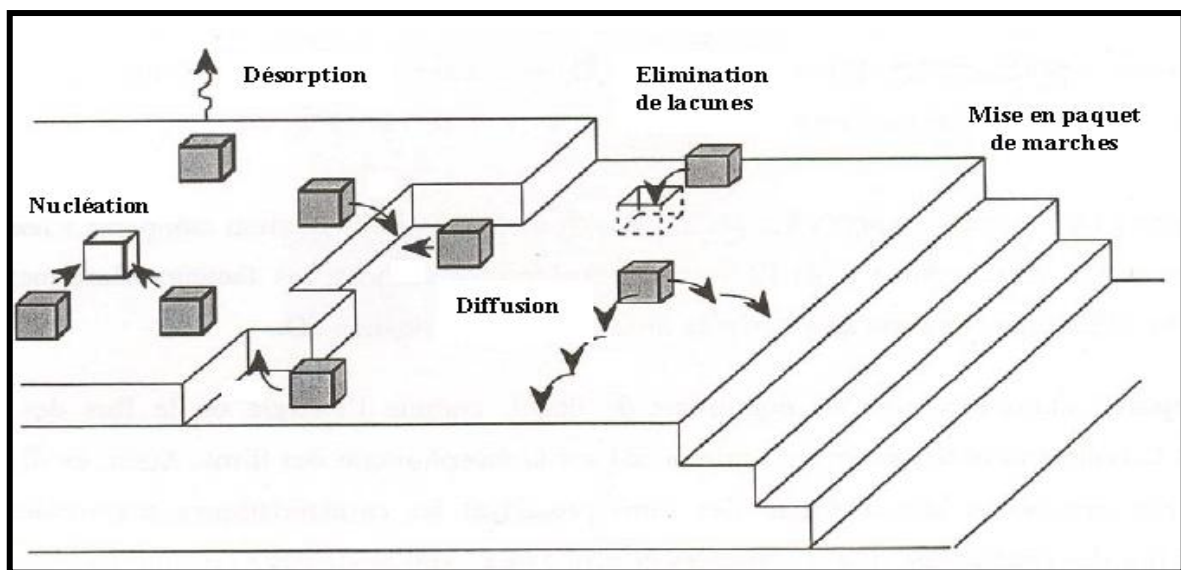 Désorption
Elimination
de lacunes
Mise en paquet
de marches
Nucléation
Diffusion